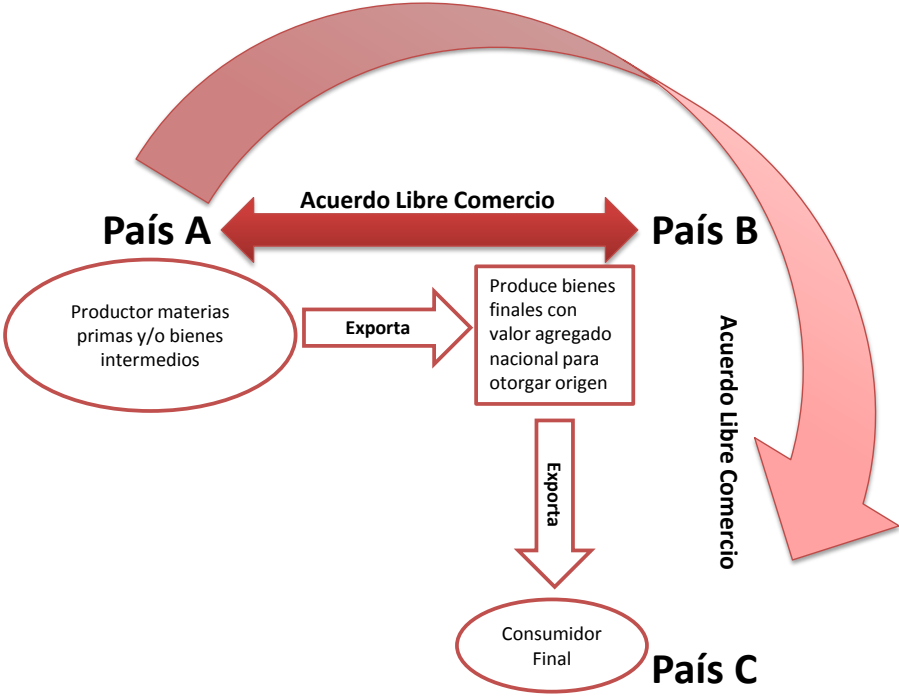 Acuerdo Libre Comercio
País A
País B
Productor materias
primas y/o bienes
intermedios
Exporta
Produce bienes
finales con
valor agregado
nacional para
otorgar origen
Acuerdo Libre Comercio
Exporta
Consumidor
Final
País C